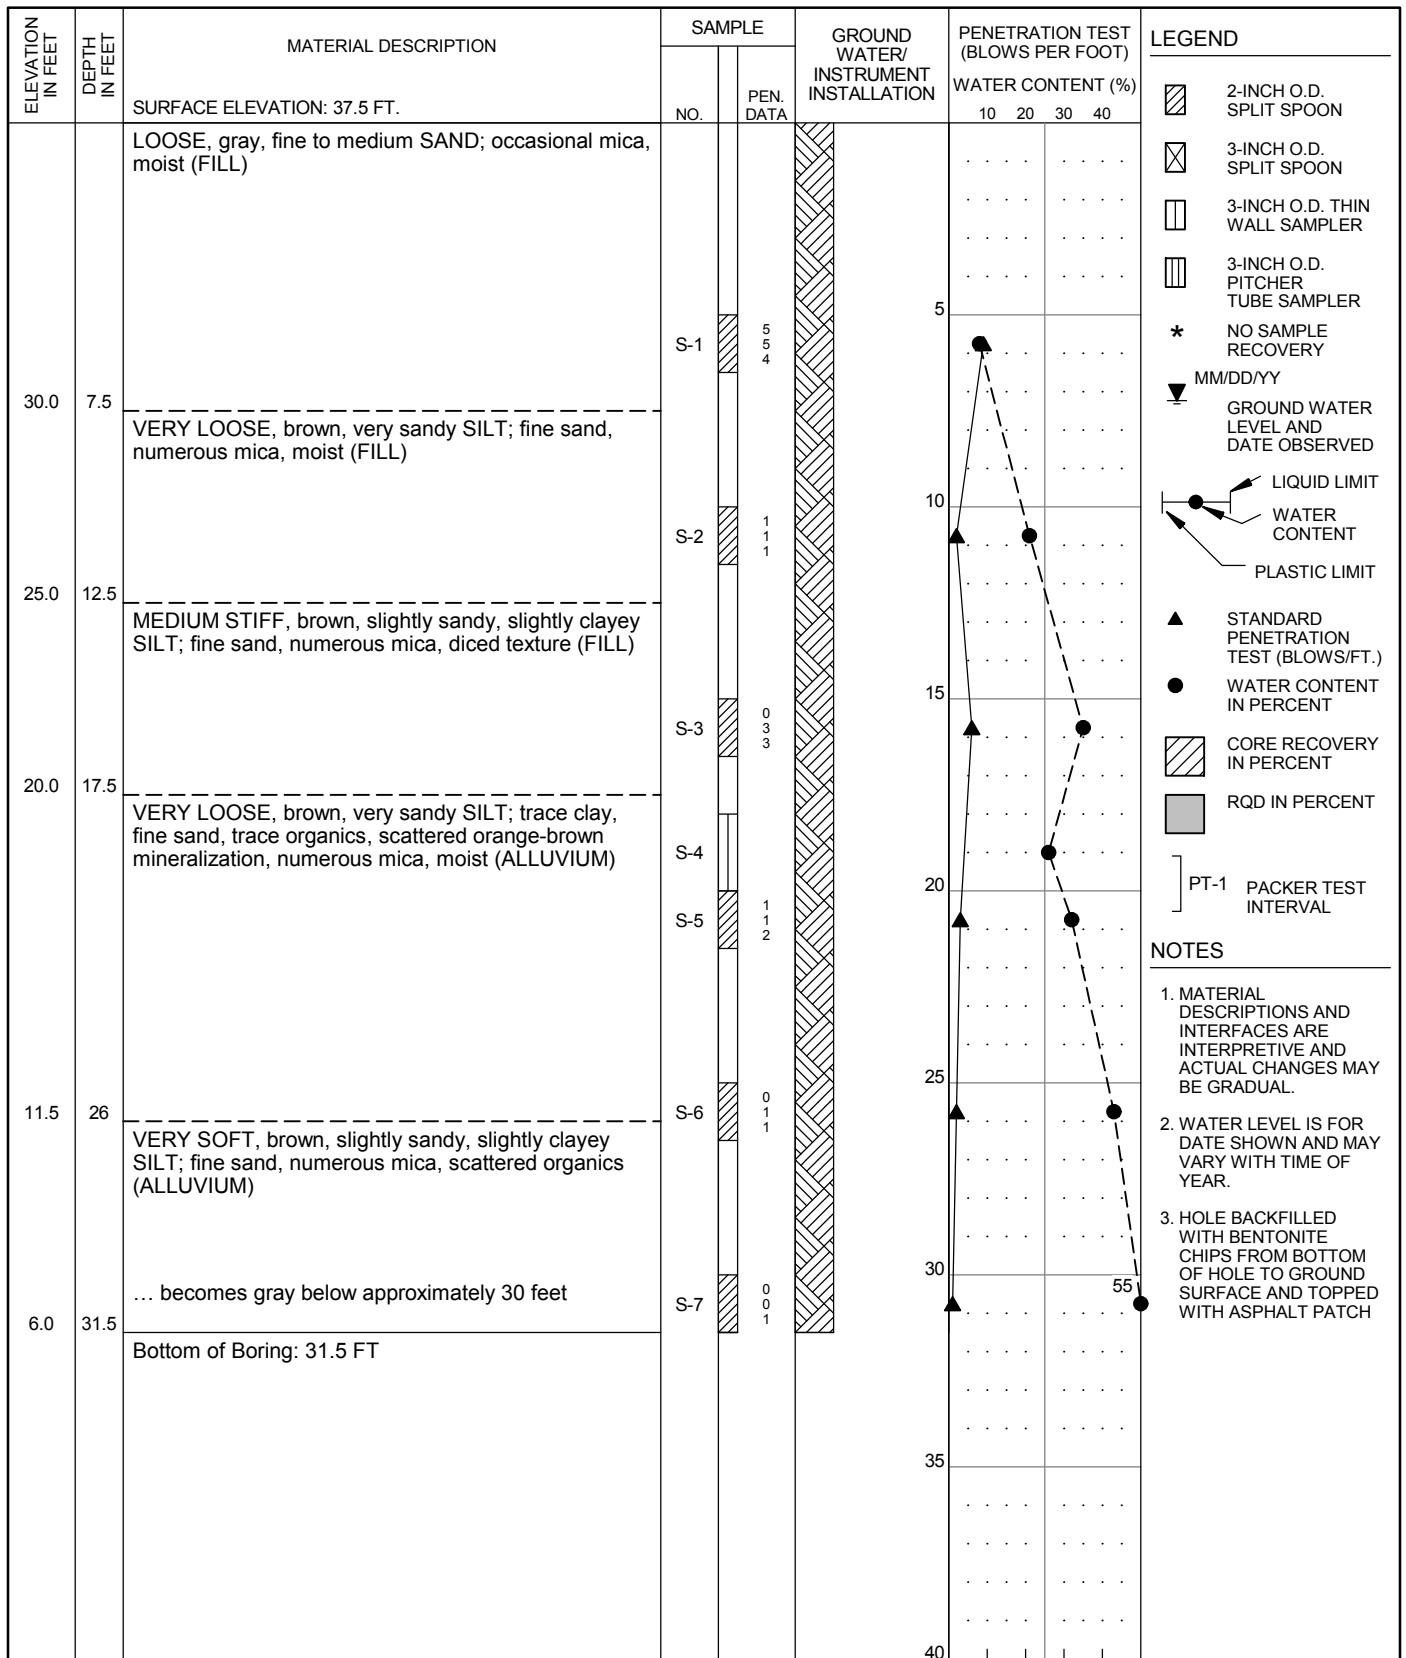 ELEVATION
IN FEET
DEPTH
IN FEET
MATERIAL DESCRIPTION
SURFACE ELEVATION: 37.5 FT.
SAMPLE
NO.
PEN.
DATA
GROUND
WATER/
INSTRUMENT
INSTALLATION
PENETRATION TEST
(BLOWS PER FOOT)
WATER CONTENT (%)
10 20 30 40
LOOSE, gray, fine to medium SAND; occasional mica,
moist (FILL)
5
S-1
5
5
4
30.0 7.5
VERY LOOSE, brown, very sandy SILT; fine sand,
numerous mica, moist (FILL)
10
S-2
1
1
1
25.0 12.5
MEDIUM STIFF, brown, slightly sandy, slightly clayey
SILT; fine sand, numerous mica, diced texture (FILL)
15
S-3
0
3
3
20.0 17.5
VERY LOOSE, brown, very sandy SILT; trace clay,
fine sand, trace organics, scattered orange-brown
mineralization, numerous mica, moist (ALLUVIUM)
S-4
20
S-5
1
1
2
25
S-6
0
1
1
11.5 26
VERY SOFT, brown, slightly sandy, slightly clayey
SILT; fine sand, numerous mica, scattered organics
(ALLUVIUM)
30
55
... becomes gray below approximately 30 feet
S-7
0
0
1
6.0 31.5
Bottom of Boring: 31.5 FT
35
40
LEGEND
2-INCH O.D.
SPLIT SPOON
3-INCH O.D.
SPLIT SPOON
3-INCH O.D. THIN
WALL SAMPLER
3-INCH O.D.
PITCHER
TUBE SAMPLER
* NO SAMPLE
RECOVERY
MM/DD/YY
GROUND WATER
LEVEL AND
DATE OBSERVED
LIQUID LIMIT
WATER
CONTENT
PLASTIC LIMIT
STANDARD
PENETRATION
TEST (BLOWS/FT.)
WATER CONTENT
IN PERCENT
CORE RECOVERY
IN PERCENT
RQD IN PERCENT
PT-1 PACKER TEST
INTERVAL
NOTES
1. MATERIAL
DESCRIPTIONS AND
INTERFACES ARE
INTERPRETIVE AND
ACTUAL CHANGES MAY
BE GRADUAL.
2. WATER LEVEL IS FOR
DATE SHOWN AND MAY
VARY WITH TIME OF
YEAR.
3. HOLE BACKFILLED
WITH BENTONITE
CHIPS FROM BOTTOM
OF HOLE TO GROUND
SURFACE AND TOPPED
WITH ASPHALT PATCH